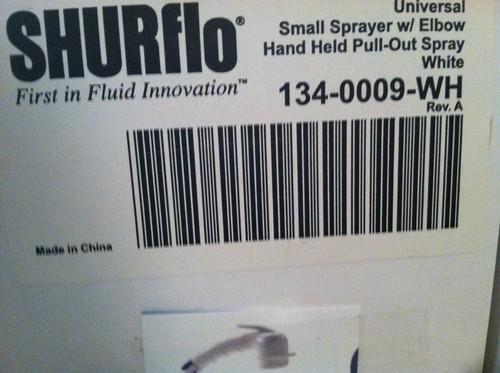 SHURflo®
First in Fluid Innovation™
Universal
Small Sprayer w/ Elbow
Hand Held Pull-Out Spray
White
134-0009-WH
Rev. A
Made in China